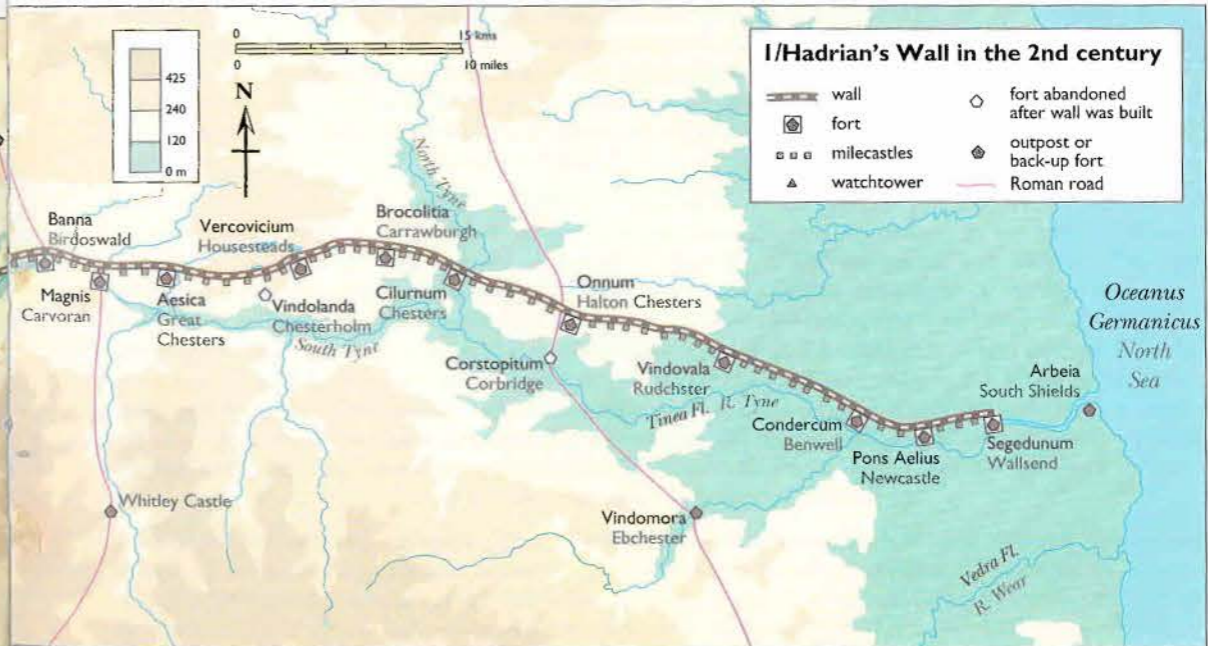 0 15 kms
0 10 miles
425
240
120
0 m
N
1/Hadrian's Wall in the 2nd century
wall
fort
milecastles
watchtower
fort abandoned
after wall was built
outpost or
back-up fort
Roman road
North Tyne
Banna
Birdoswald
Vercovicium
Housesteads
Brocolitia
Carrawburgh
Magnis
Carvoran
Aesica
Great
Chesters
Vindolanda
Chesterholm
South Tyne
Cilurnum
Chesters
Onnum
Halton Chesters
Corstopitum
Corbridge
Vindovala
Rudchster
Tinea Fl. R. Tyne
Condercum
Benwell
Pons Aelius
Newcastle
Segedunum
Wallsend
Arbeia
South Shields
Oceanus
Germanicus
North
Sea
Whitley Castle
Vindomora
Ebchester
Vedra Fl.
R. Wear